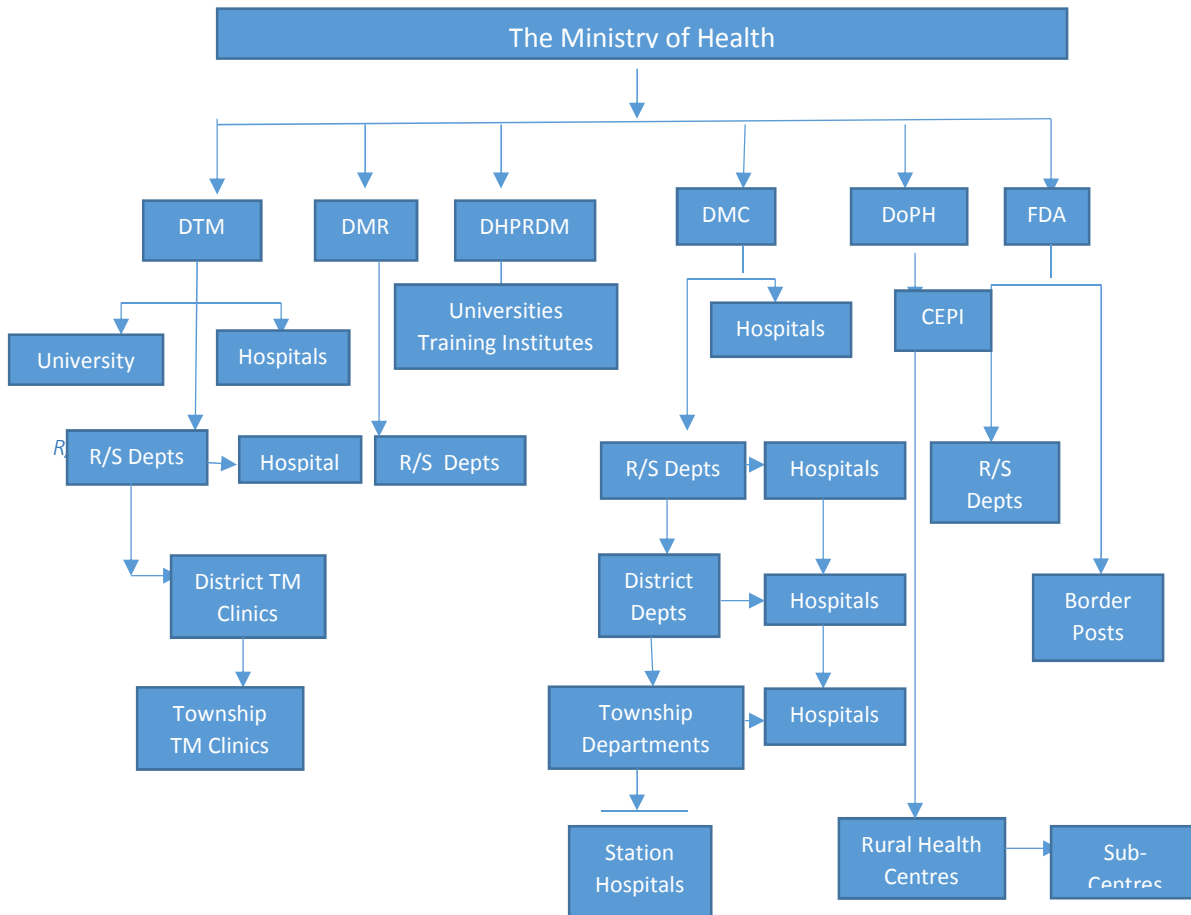 The Ministry of Health
DTM
DMR
DHPRDM
DMC
DoPH
FDA
University
Hospitals
Universities
Training Institutes
Hospitals
CEPI
R/S Depts
Hospital
R/S Depts
R/S Depts
Hospitals
R/S
Depts
District TM
Clinics
District
Depts
Hospitals
Border
Posts
Township
TM Clinics
Township
Departments
Hospitals
Station
Hospitals
Rural Health
Centres
Sub-
Centres